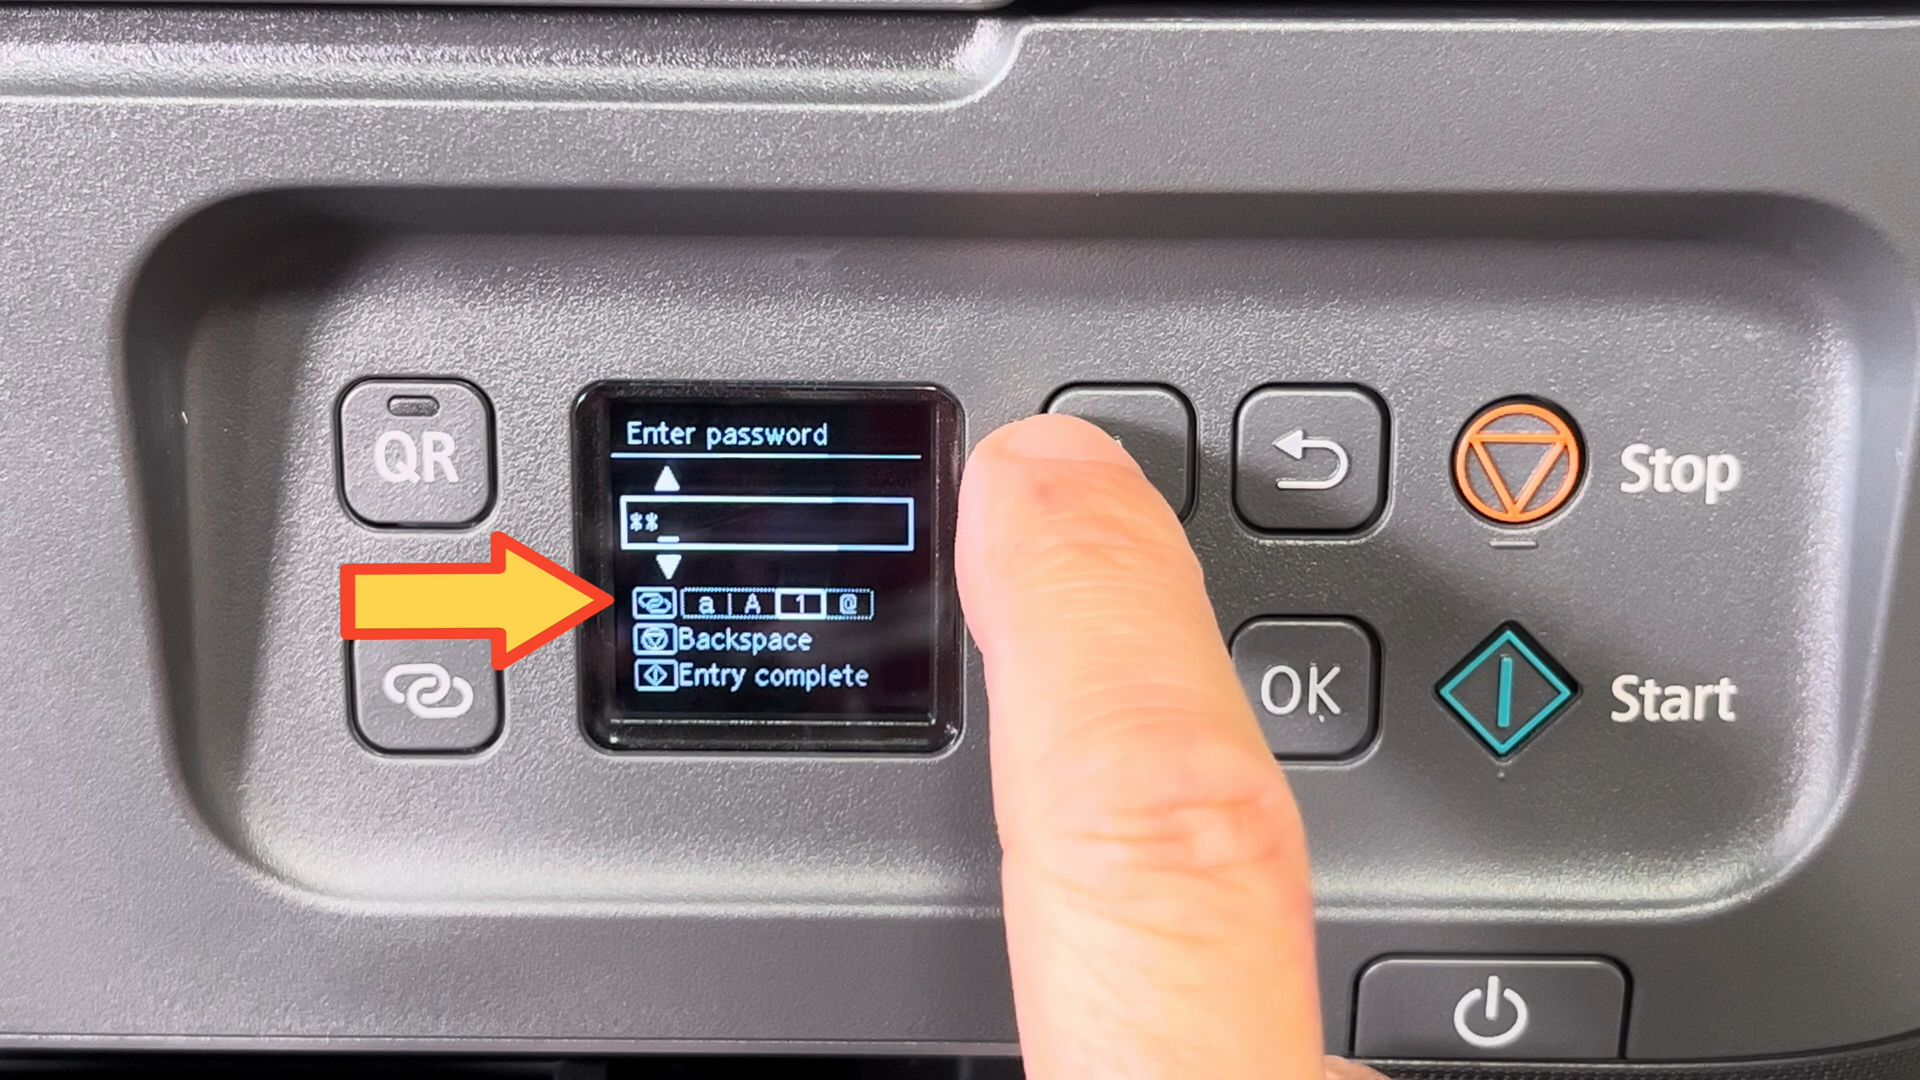 QR
Enter password
**_
a A 1 @
Backspace
Entry complete
Stop
OK
Start